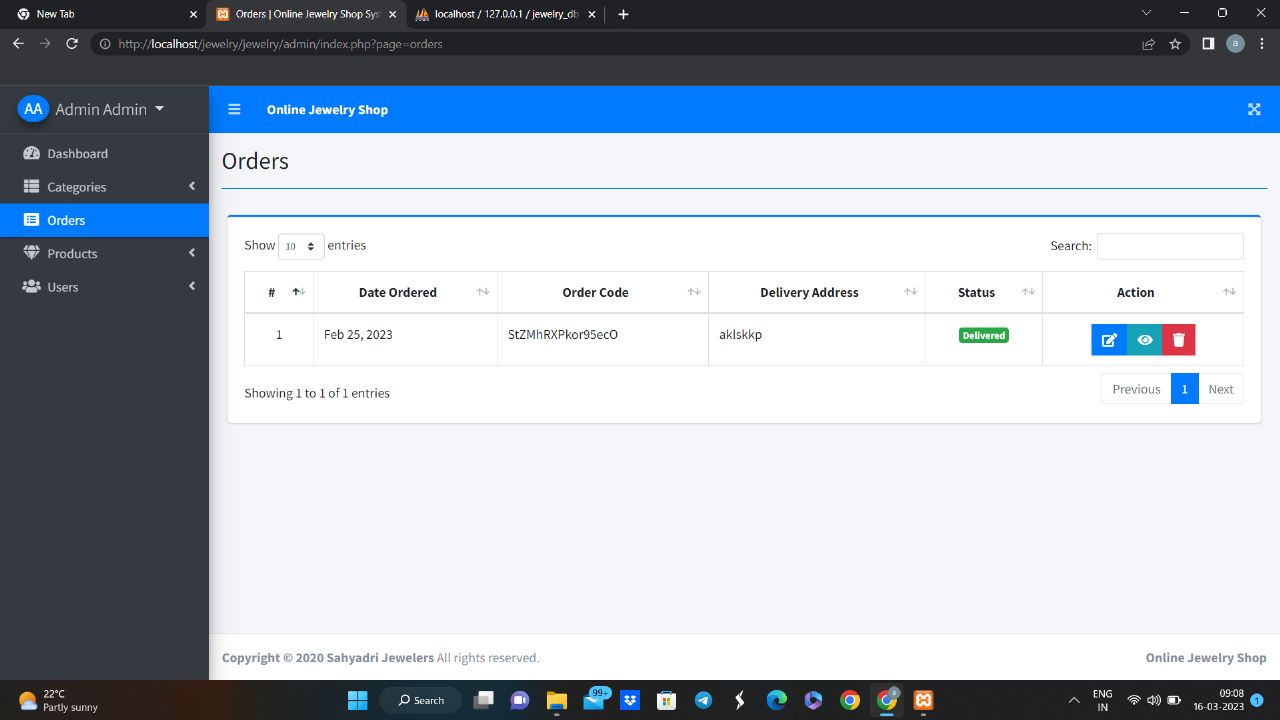 New Tab
Orders | Online Jewelry Shop Sys
localhost / 127.0.0.1 / jewelry_db
http://localhost/jewelry/jewelry/admin/index.php?page=orders
a
AA Admin Admin
Online Jewelry Shop
Dashboard
Categories
Orders
Products
Users
Orders
Show 10 entries
Search:
# Date Ordered Order Code Delivery Address Status Action
1 Feb 25, 2023 StZMhRXPkor95ecO aklskkp Delivered
Showing 1 to 1 of 1 entries
Previous 1 Next
Copyright © 2020 Sahyadri Jewelers All rights reserved.
Online Jewelry Shop
22°C
Partly sunny
Search
99+
ENG
IN
09:08
16-03-2023
1